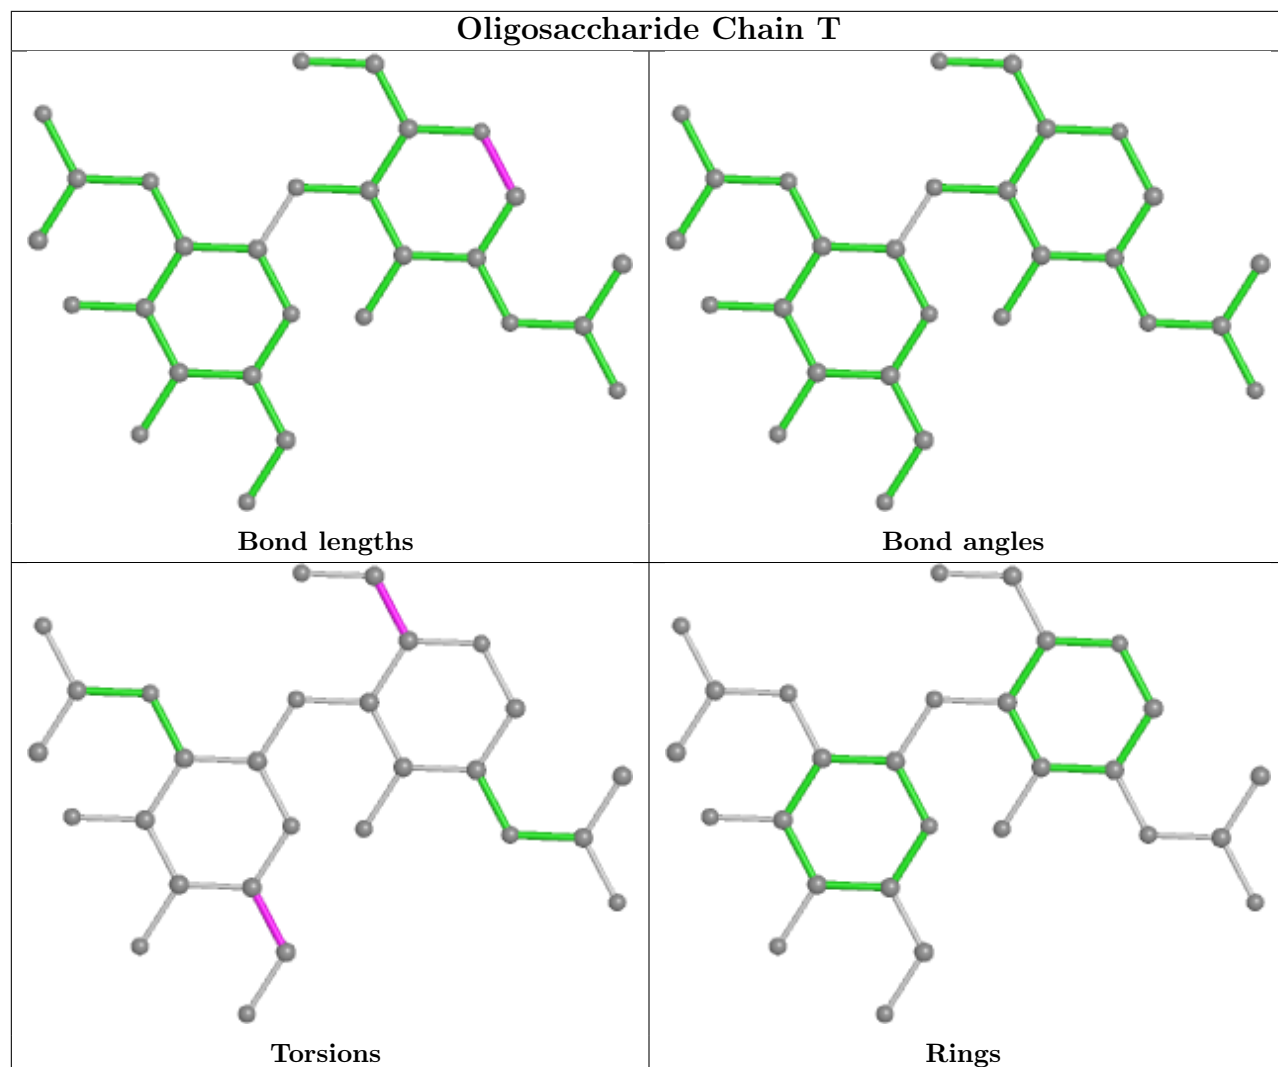 Oligosaccharide Chain T
Bond lengths
Bond angles
Torsions
Rings